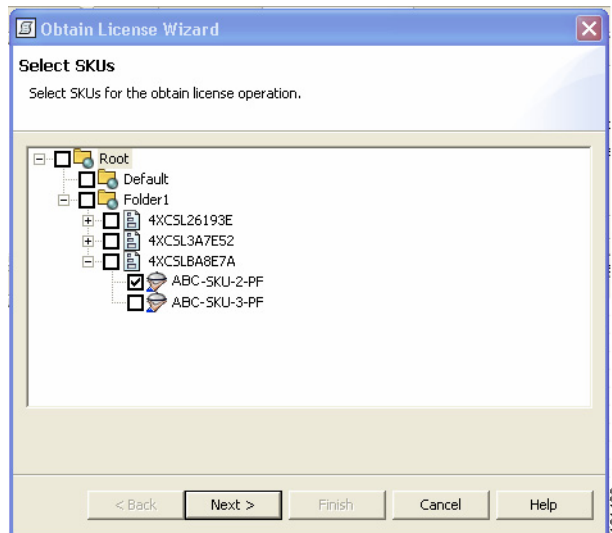 Obtain License Wizard
Select SKUs
Select SKUs for the obtain license operation.
Root
Default
Folder1
4XCSL26193E
4XCSL3A7E52
4XCSLBA8E7A
ABC-SKU-2-PF
ABC-SKU-3-PF
< Back Next > Finish Cancel Help